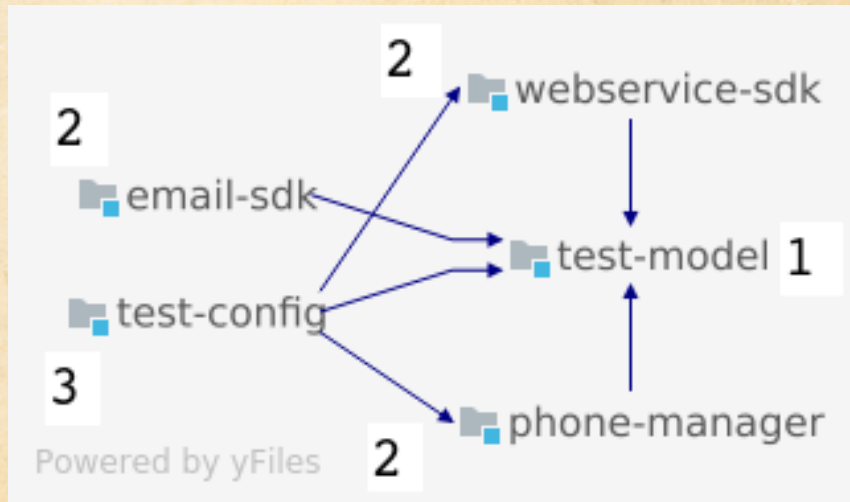 2
webservice-sdk
2
email-sdk
test-model 1
test-config
3
phone-manager
2
Powered by yFiles